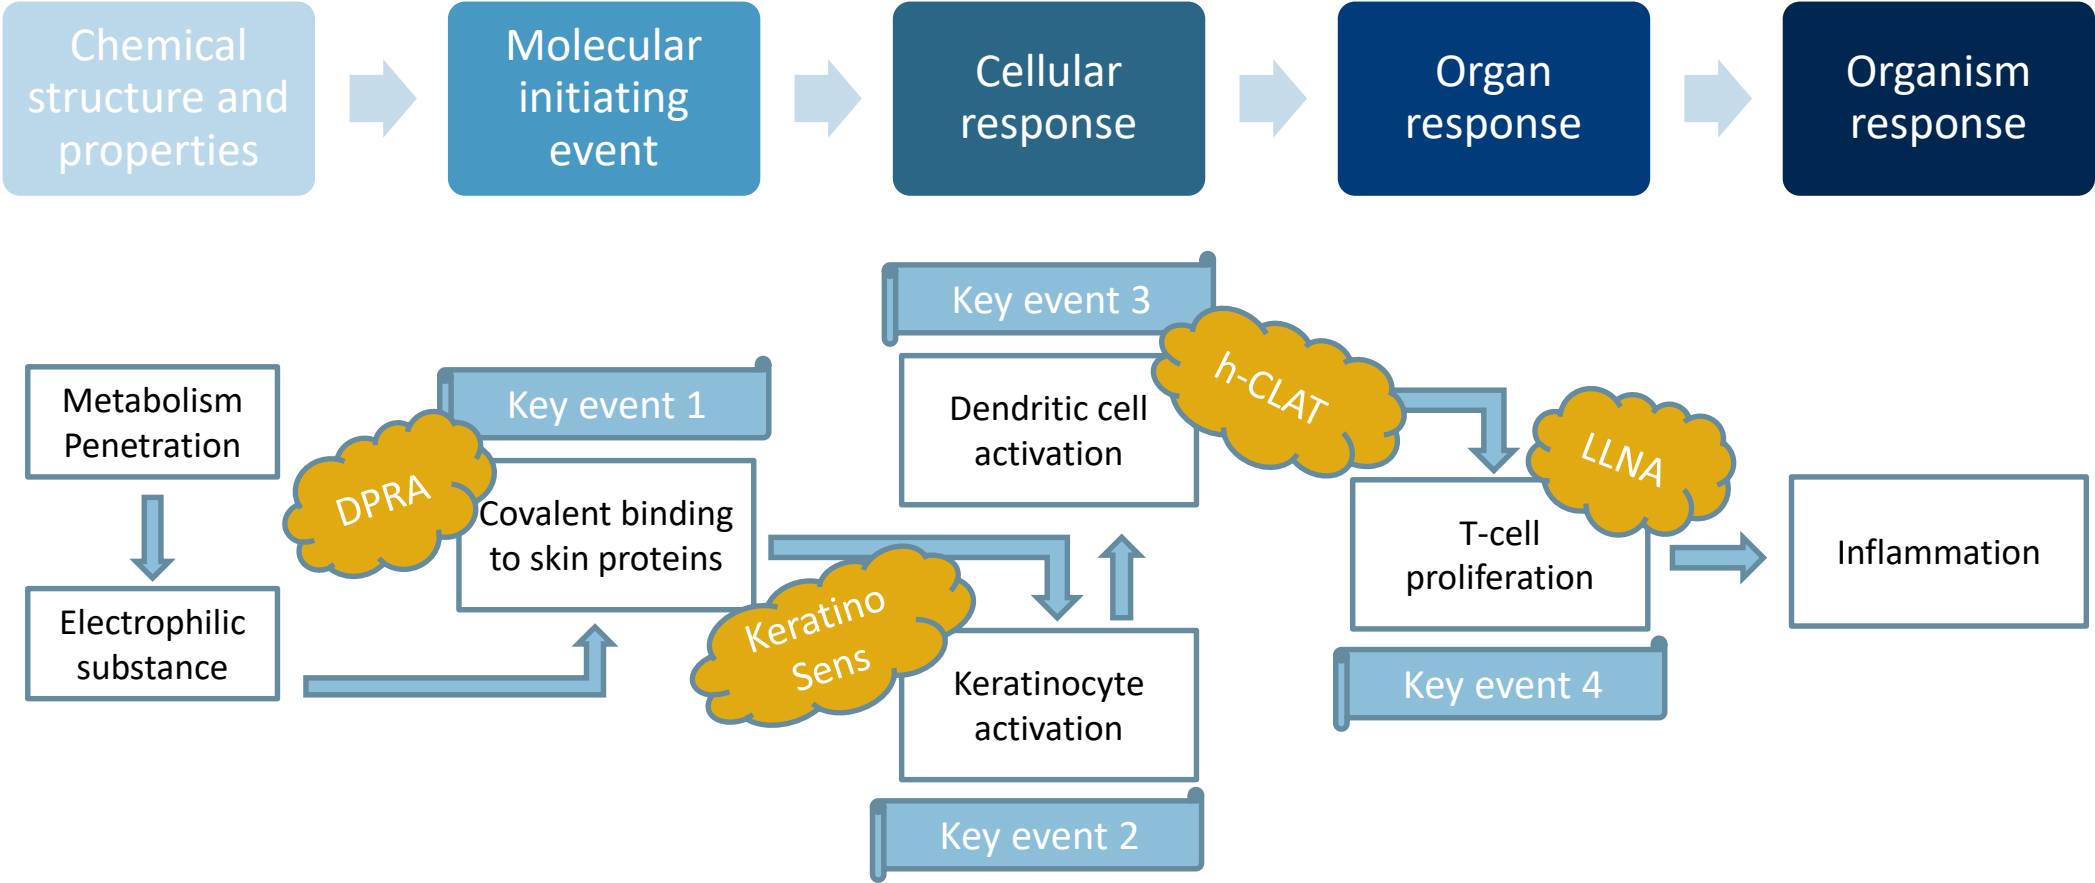 Chemical
structure and
properties
Molecular
initiating
event
Cellular
response
Organ
response
Organism
response
Metabolism
Penetration
Electrophilic
substance
Key event 1
DPRA
Covalent binding
to skin proteins
Key event 3
h-CLAT
Dendritic cell
activation
Keratino
Sens
Keratinocyte
activation
Key event 2
LLNA
T-cell
proliferation
Key event 4
Inflammation